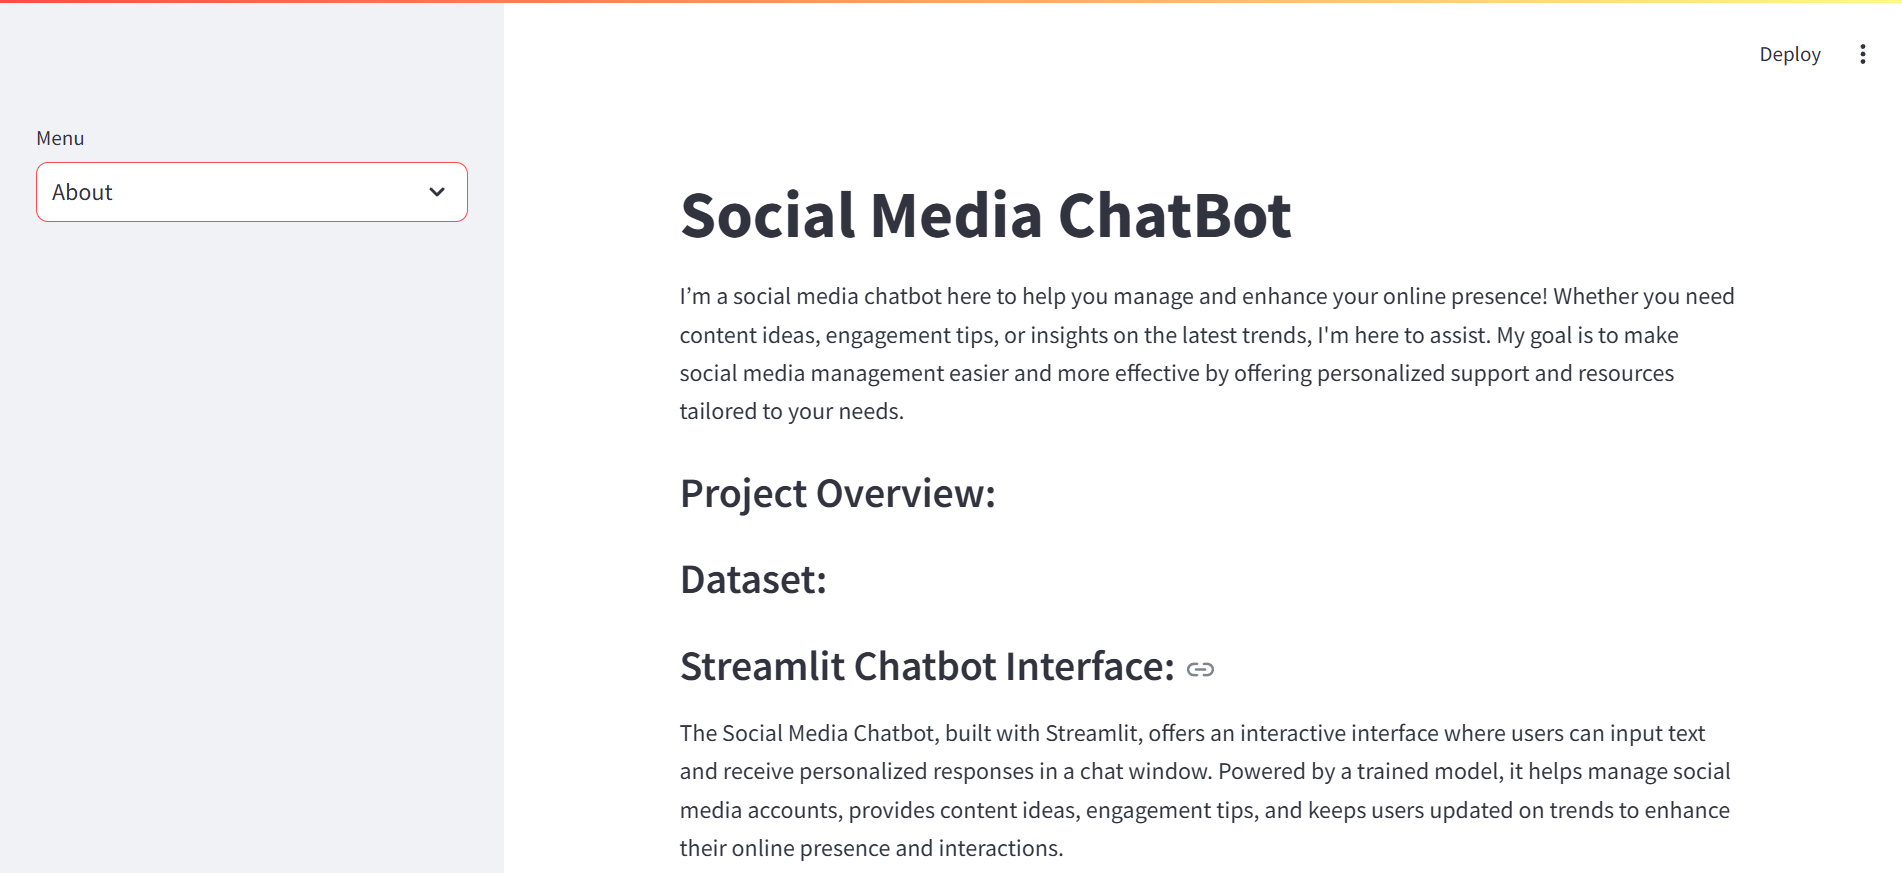 Deploy
Menu
About
Social Media ChatBot
I’m a social media chatbot here to help you manage and enhance your online presence! Whether you need
content ideas, engagement tips, or insights on the latest trends, I'm here to assist. My goal is to make
social media management easier and more effective by offering personalized support and resources
tailored to your needs.
Project Overview:
Dataset:
Streamlit Chatbot Interface:
The Social Media Chatbot, built with Streamlit, offers an interactive interface where users can input text
and receive personalized responses in a chat window. Powered by a trained model, it helps manage social
media accounts, provides content ideas, engagement tips, and keeps users updated on trends to enhance
their online presence and interactions.